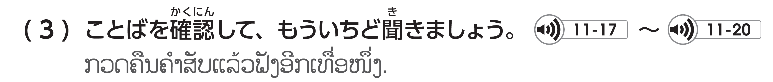 (3) ことばを確認して、もういちど聞きましょう。 11-17 ～ 11-20
ກວດຄືນຄຳສັບແລ້ວຟັງອີກເທື່ອໜຶ່ງ.